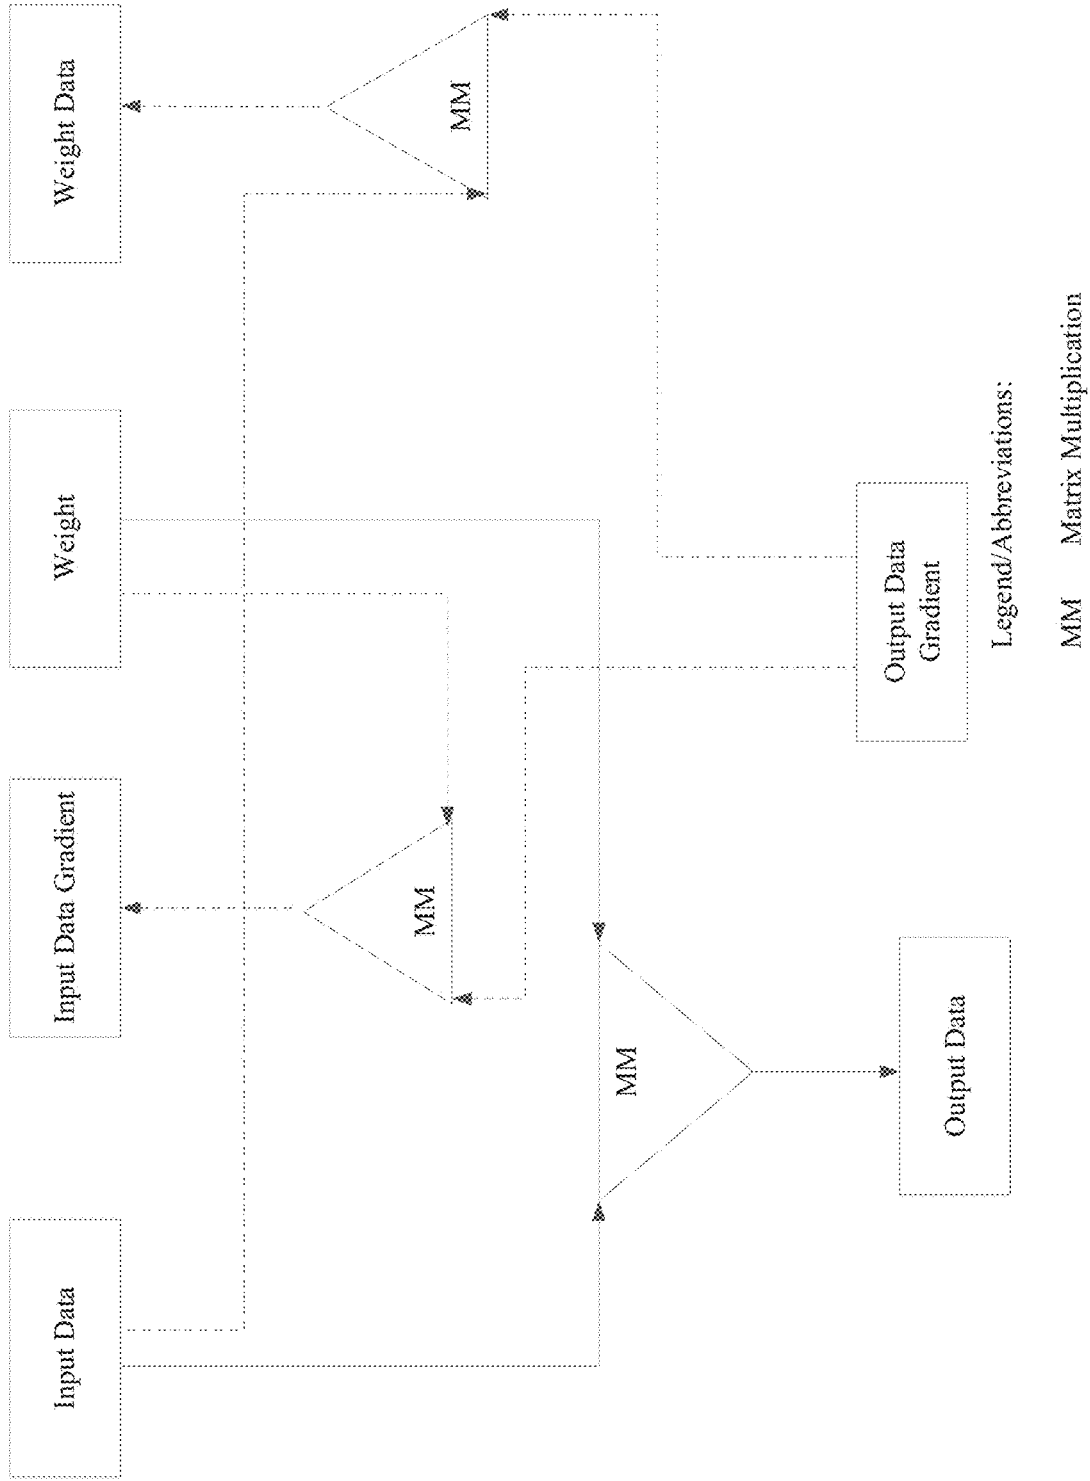 Input Data
Input Data Gradient
Weight
Weight Data
MM
MM
MM
Output Data
Output Data
Gradient
Legend/Abbreviations:
MM Matrix Multiplication